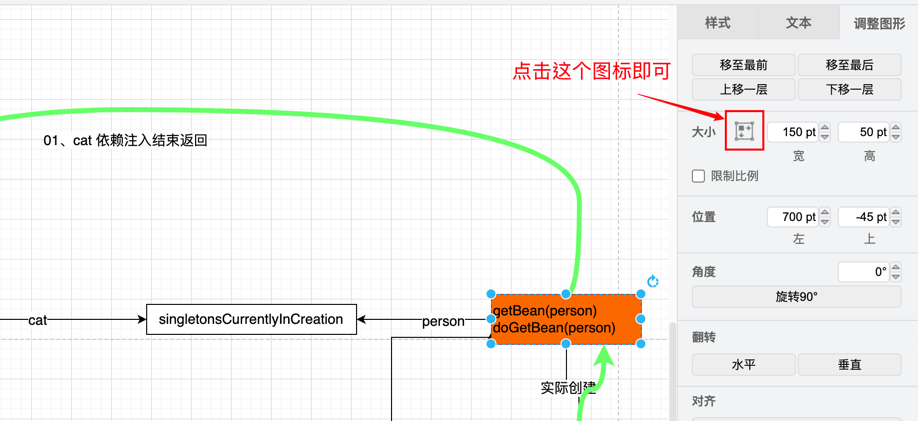 样式 文本 调整图形
移至最前 移至最后
上移一层 下移一层
点击这个图标即可
大小 150 pt 50 pt
宽 高
限制比例
01、cat 依赖注入结束返回
位置 700 pt -45 pt
左 上
角度 0°
旋转90°
cat
singletonsCurrentlyInCreation
person
getBean(person)
doGetBean(person)
翻转
水平 垂直
实际创建
对齐